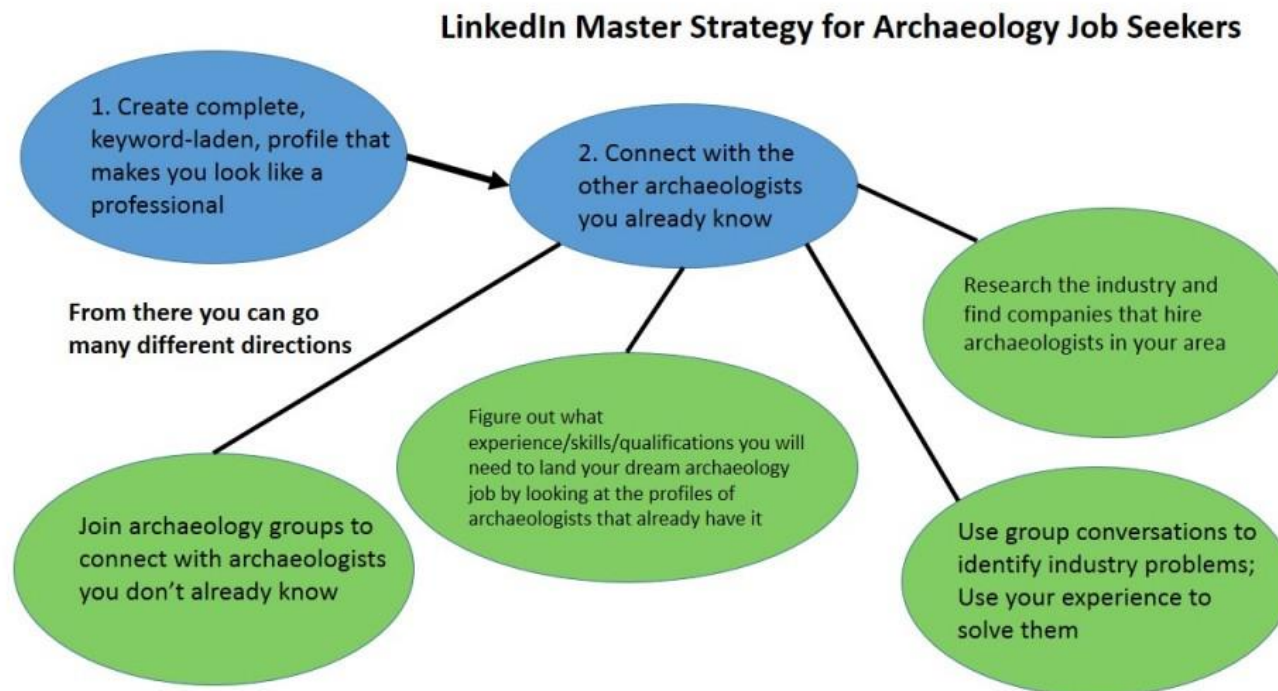 LinkedIn Master Strategy for Archaeology Job Seekers
1. Create complete,
keyword-laden, profile that
makes you look like a
professional
2. Connect with the
other archaeologists
you already know
From there you can go
many different directions
Research the industry and
find companies that hire
archaeologists in your area
Figure out what
experience/skills/qualifications you will
need to land your dream archaeology
job by looking at the profiles of
archaeologists that already have it
Join archaeology groups to
connect with archaeologists
you don’t already know
Use group conversations to
identify industry problems;
Use your experience to
solve them